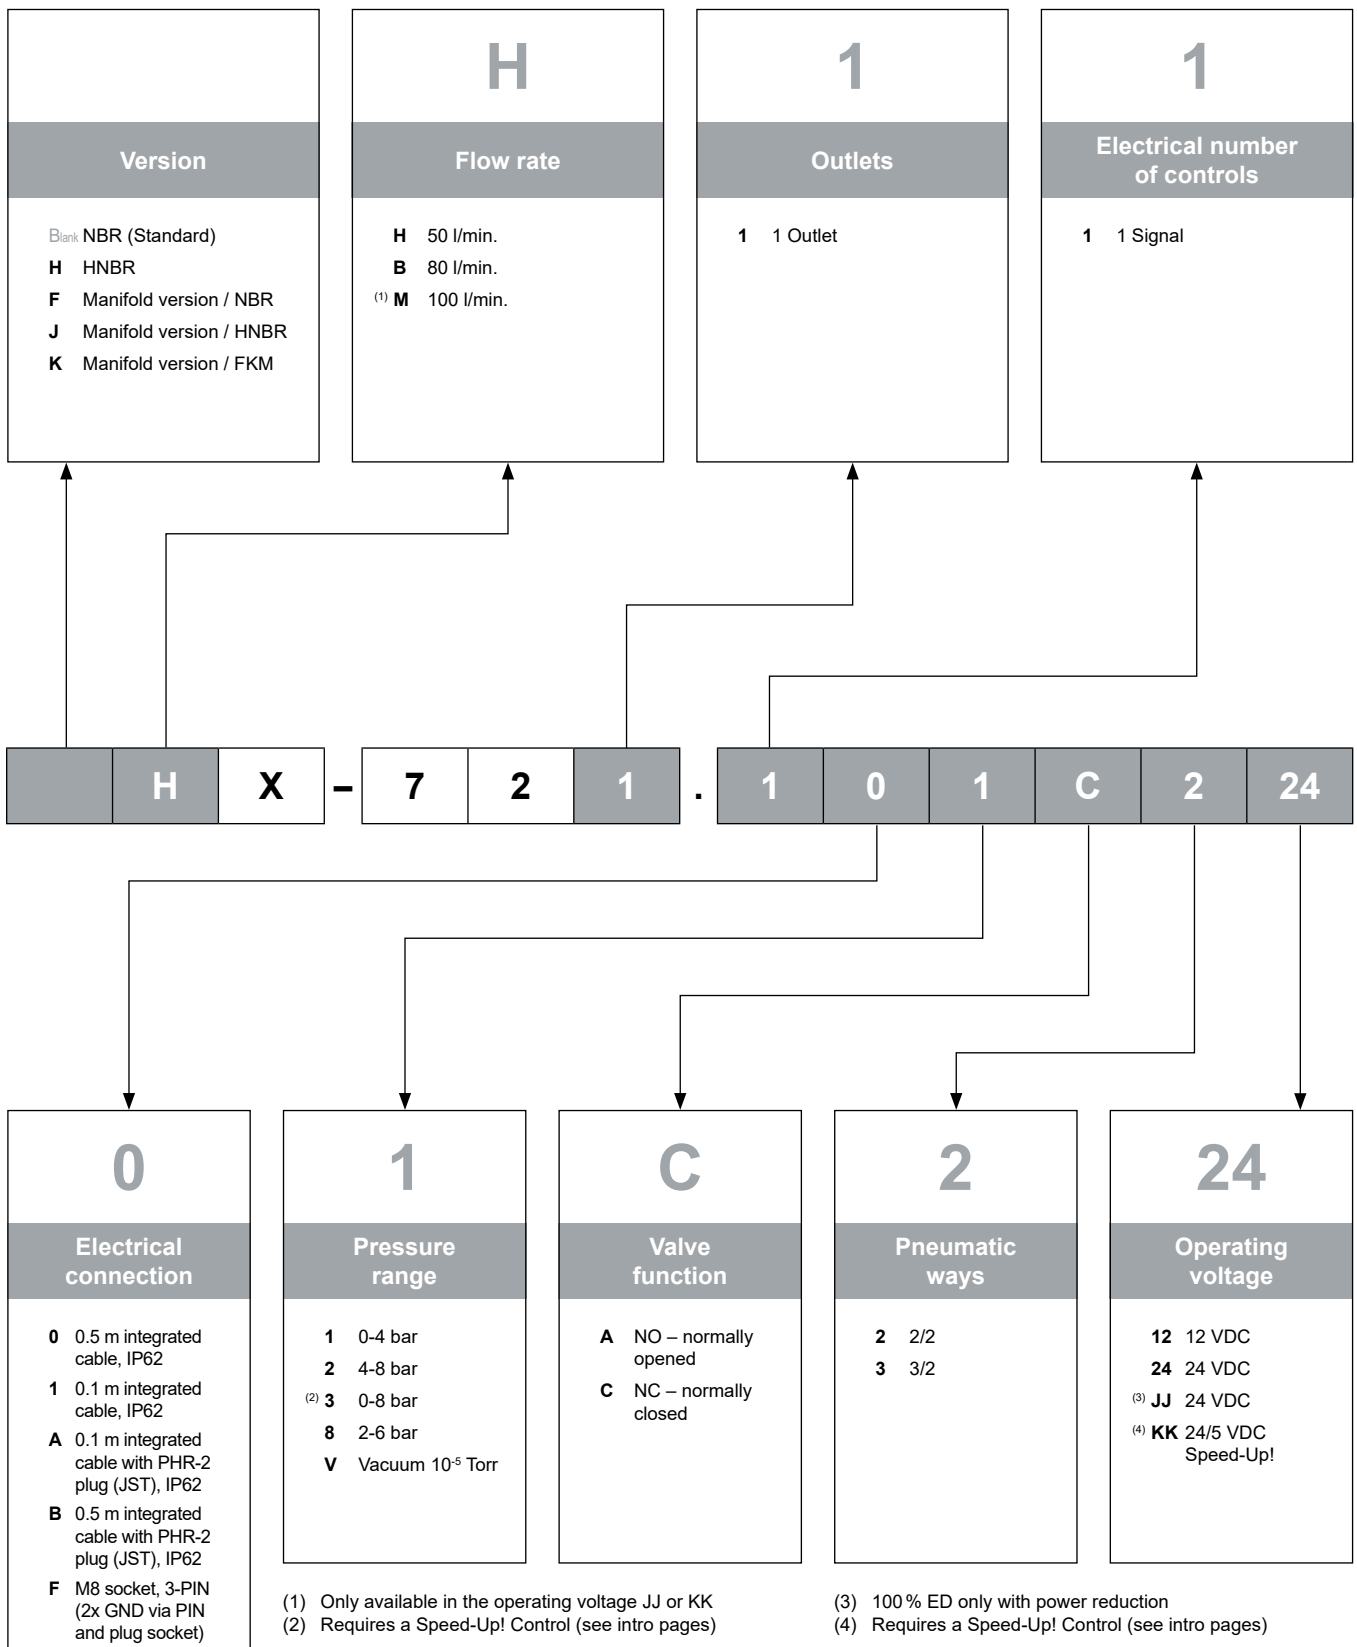 H
1
1
Version
Flow rate
Outlets
Electrical number
of controls
Blank NBR (Standard)
H HNBR
F Manifold version / NBR
J Manifold version / HNBR
K Manifold version / FKM
H 50 l/min.
B 80 l/min.
(1) M 100 l/min.
1 1 Outlet
1 1 Signal
H X – 7 2 1 . 1 0 1 C 2 24
0
1
C
2
24
Electrical
connection
Pressure
range
Valve
function
Pneumatic
ways
Operating
voltage
0 0.5 m integrated
cable, IP62
1 0.1 m integrated
cable, IP62
A 0.1 m integrated
cable with PHR-2
plug (JST), IP62
B 0.5 m integrated
cable with PHR-2
plug (JST), IP62
F M8 socket, 3-PIN
(2x GND via PIN
and plug socket)
1 0-4 bar
2 4-8 bar
(2) 3 0-8 bar
8 2-6 bar
V Vacuum 10-5 Torr
A NO – normally
opened
C NC – normally
closed
2 2/2
3 3/2
12 12 VDC
24 24 VDC
(3) JJ 24 VDC
(4) KK 24/5 VDC
Speed-Up!
(1) Only available in the operating voltage JJ or KK
(2) Requires a Speed-Up! Control (see intro pages)
(3) 100 % ED only with power reduction
(4) Requires a Speed-Up! Control (see intro pages)